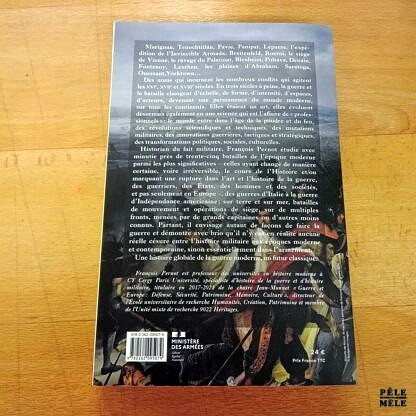 Marignan, Tenochtitlán, Pavie, Panipat, Lepante, l'expé-
dition de l'Invincible Armada, Breitenfeld, Rocroi, le siège
de Vienne, le ravage du Palatinat, Blenheim, Poltava, Denain,
Fontenoy, Leuthen, les plaines d'Abraham, Saratoga,
Ouessant, Yorktown...
Des noms qui incarnent les nombreux conflits qui agitent
les XVIe, XVIIe et XVIIIe siècles. En trois siècles à peine, la guerre et
la bataille changent d'échelle, de forme, d'intensité, d'espaces,
d'acteurs, devenant une permanence du monde moderne,
sur tous les continents. Elles étaient un art, elles évoluent
désormais également en une science qui est l'affaire de « profes-
sionnels » : le monde entre dans l'âge de la poudre et du feu,
des révolutions scientifiques et techniques, des mutations
militaires, des innovations guerrières, tactiques et stratégiques,
des transformations politiques, sociales, culturelles.
Historien du fait militaire, François Pernot étudie avec
minutie près de trente-cinq batailles de l'époque moderne
parmi les plus significatives – celles ayant changé de manière
certaine, voire irréversible, le cours de l'Histoire et/ou
marquant une rupture dans l'art et l'histoire de la guerre,
des guerriers, des États, des hommes et des sociétés,
et pas seulement en Europe –, des guerres d'Italie à la guerre
d'Indépendance américaine : sur terre et sur mer, batailles
de mouvement et opérations de siège, sur de multiples
fronts, menées par de grands capitaines ou d'autres moins
connus. Partant, il envisage autant de façons de faire
la guerre et démontre avec brio qu'il n'y a en réalité aucune
réelle césure entre l'histoire militaire aux époques moderne
et contemporaine, sinon essentiellement dans l'armement.
Une histoire globale de la guerre moderne, un futur classique.
François Pernot est professeur des universités en histoire moderne à
CY Cergy Paris Université, spécialiste d'histoire de la guerre et d'histoire
militaire, titulaire en 2017-2021 de la chaire Jean-Monnet « Guerre et
Europe : Défense, Sécurité, Patrimoine, Mémoire, Culture », directeur de
l'École universitaire de recherche Humanités, Création, Patrimoine et membre
de l'Unité mixte de recherche 9022 Héritages.
MINISTÈRE
DES ARMÉES
Liberté
Égalité
Fraternité
24 €
Prix France TTC
PÊLE
MÊLE